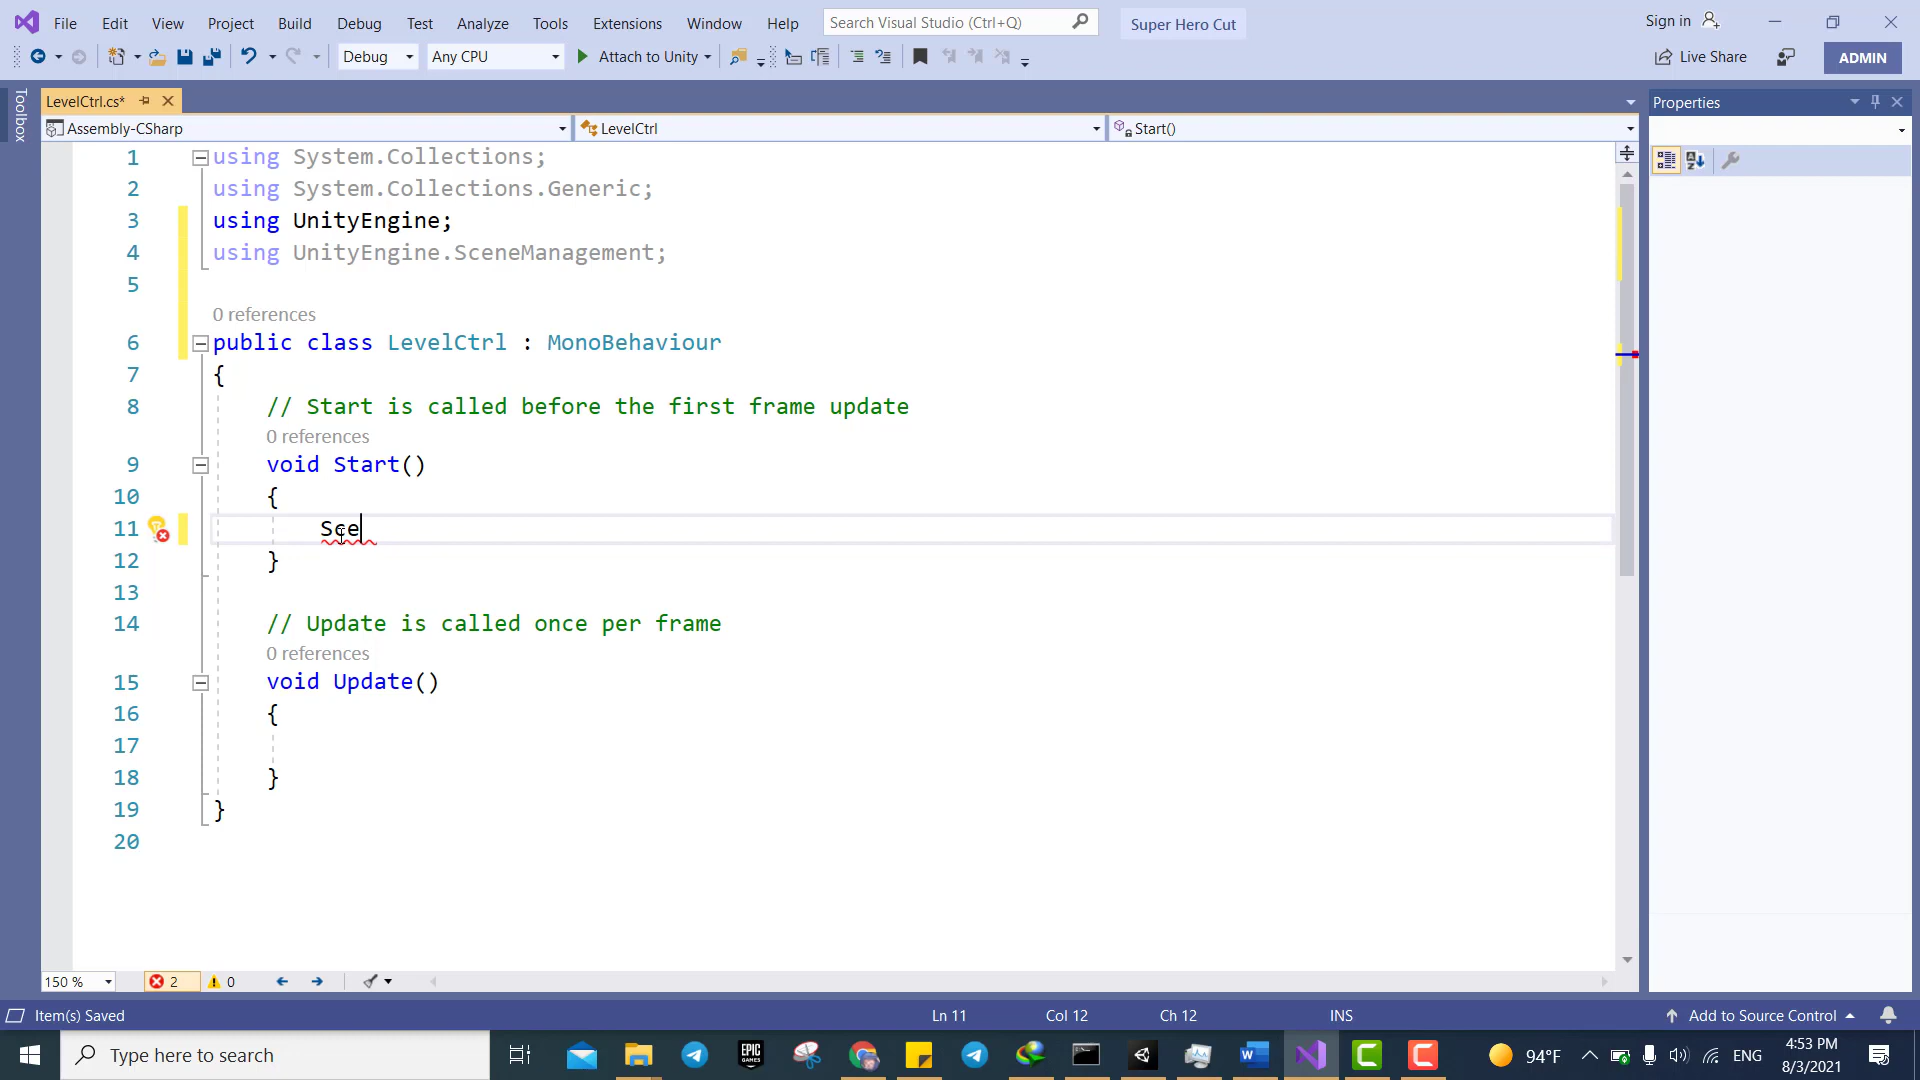 File Edit View Project Build Debug Test Analyze Tools Extensions Window Help Search Visual Studio (Ctrl+Q) Super Hero Cut Sign in
Debug Any CPU Attach to Unity Live Share ADMIN
Toolbox
LevelCtrl.cs* Properties
Assembly-CSharp LevelCtrl Start()
1 using System.Collections;
2 using System.Collections.Generic;
3 using UnityEngine;
4 using UnityEngine.SceneManagement;
5
0 references
6 public class LevelCtrl : MonoBehaviour
7 {
8 // Start is called before the first frame update
0 references
9 void Start()
10 {
11 Sce
12 }
13
14 // Update is called once per frame
0 references
15 void Update()
16 {
17
18 }
19 }
20
150 % 2 0
Item(s) Saved Ln 11 Col 12 Ch 12 INS Add to Source Control
Type here to search EPIC GAMES 94°F ENG 4:53 PM
8/3/2021